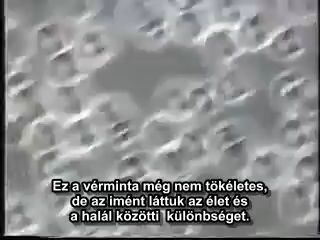 Ez a vérminta még nem tökéletes,
de az imént láttuk az élet és
a halál közötti különbséget.